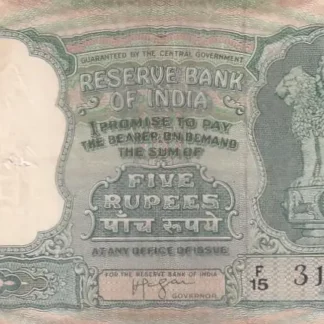 GUARANTEED BY THE CENTRAL GOVERNMENT
RESERVE BANK
OF INDIA
I PROMISE TO PAY
THE BEARER ON DEMAND
THE SUM OF
FIVE
RUPEES
पाँच रूपये
AT ANY OFFICE OF ISSUE
FOR THE RESERVE BANK OF INDIA
GOVERNOR
F/15 31